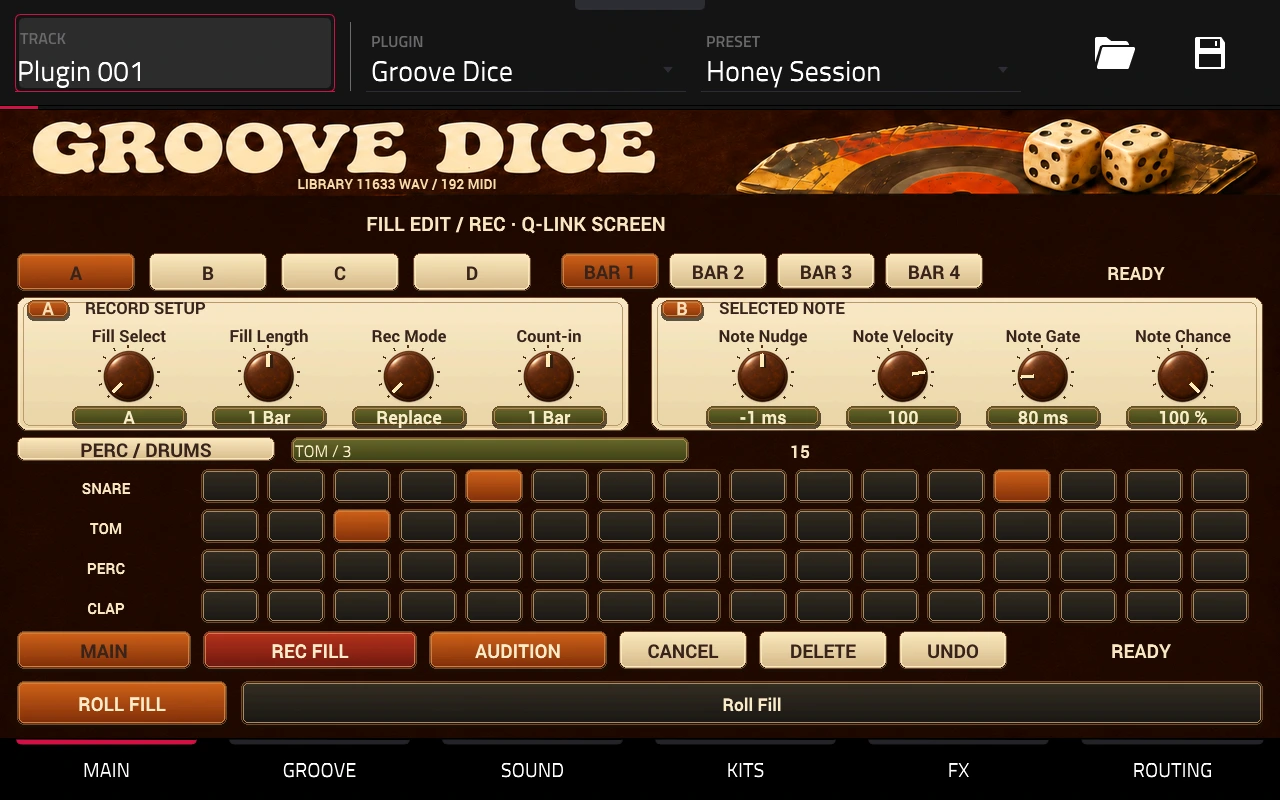 TRACK
Plugin 001
PLUGIN
Groove Dice
PRESET
Honey Session
GROOVE DICE
LIBRARY 11633 WAV / 192 MIDI
FILL EDIT / REC · Q-LINK SCREEN
A B C D BAR 1 BAR 2 BAR 3 BAR 4 READY
A RECORD SETUP
Fill Select Fill Length Rec Mode Count-in
A 1 Bar Replace 1 Bar
B SELECTED NOTE
Note Nudge Note Velocity Note Gate Note Chance
-1 ms 100 80 ms 100 %
PERC / DRUMS TOM / 3 15
SNARE
TOM
PERC
CLAP
MAIN REC FILL AUDITION CANCEL DELETE UNDO READY
ROLL FILL Roll Fill
MAIN GROOVE SOUND KITS FX ROUTING